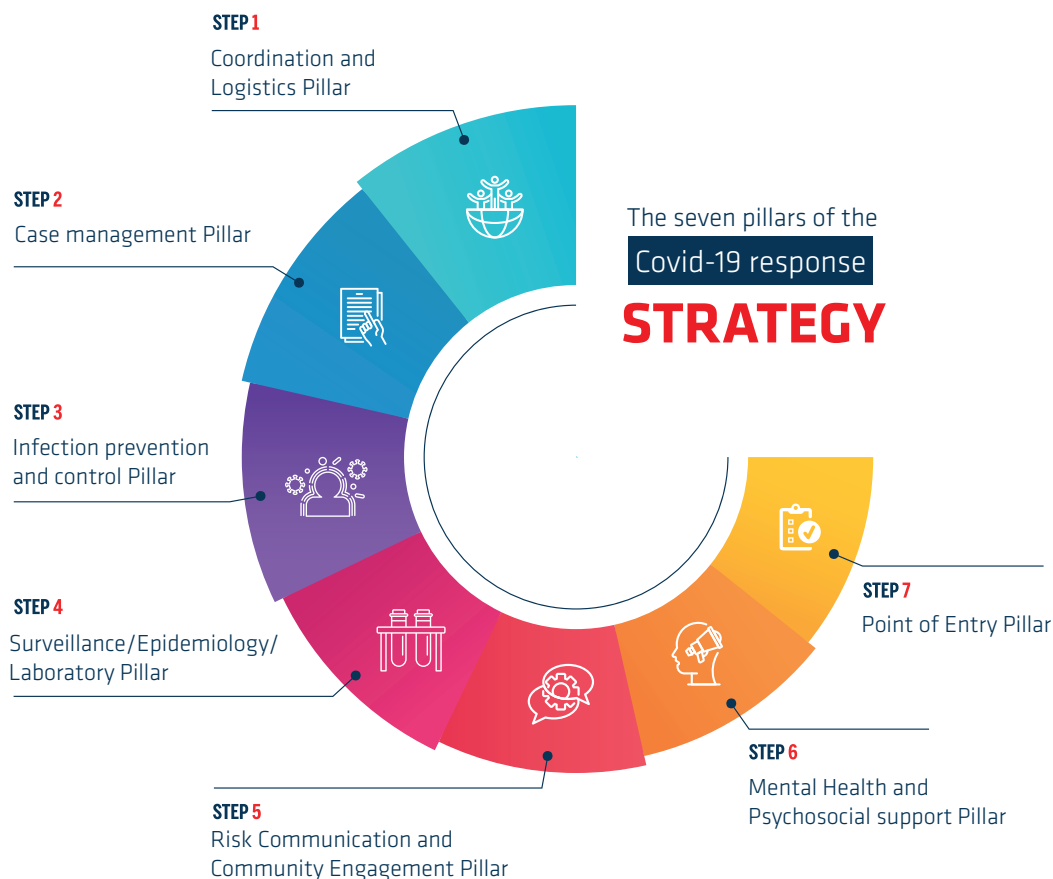 STEP 1
Coordination and
Logistics Pillar
STEP 2
Case management Pillar
The seven pillars of the
Covid-19 response
STRATEGY
STEP 3
Infection prevention
and control Pillar
STEP 4
Surveillance/Epidemiology/
Laboratory Pillar
STEP 5
Risk Communication and
Community Engagement Pillar
STEP 6
Mental Health and
Psychosocial support Pillar
STEP 7
Point of Entry Pillar